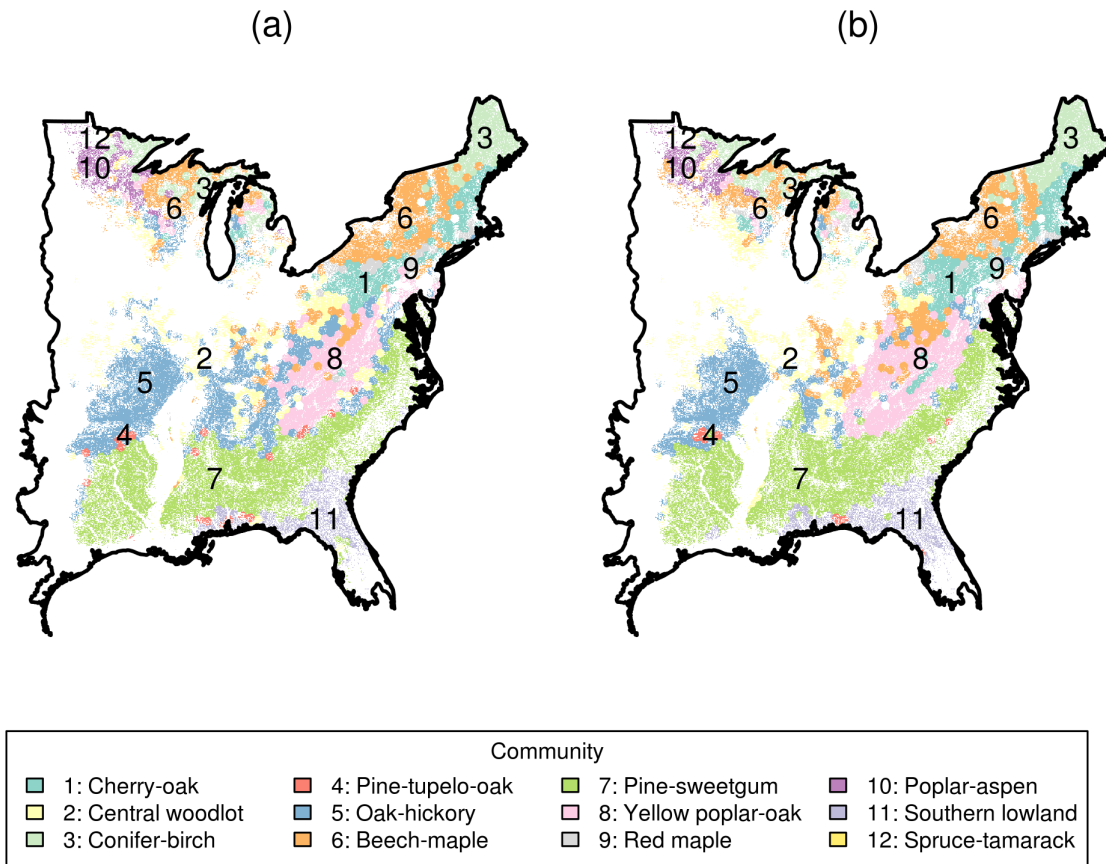 (a) (b)
12 3 12 3
10 10
3
6 6 6 6
9 9
1 1
2 8 2 8
5 5
4 4
7 7
11 11
Community
1: Cherry-oak 4: Pine-tupelo-oak 7: Pine-sweetgum 10: Poplar-aspen
2: Central woodlot 5: Oak-hickory 8: Yellow poplar-oak 11: Southern lowland
3: Conifer-birch 6: Beech-maple 9: Red maple 12: Spruce-tamarack